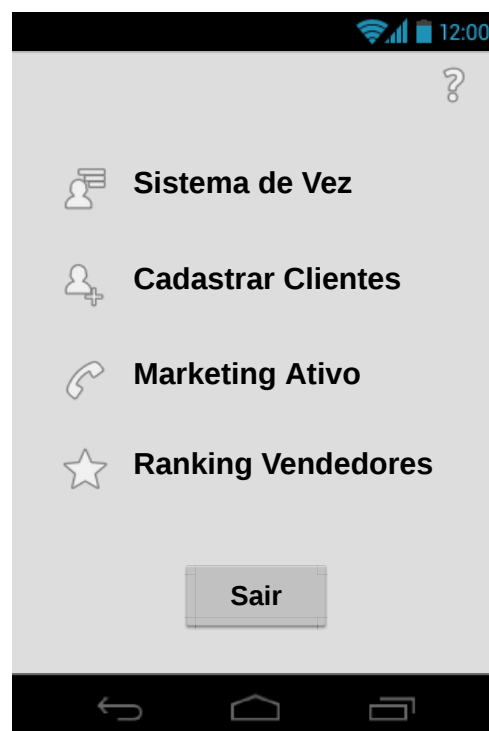 12:00
?
Sistema de Vez
Cadastrar Clientes
Marketing Ativo
Ranking Vendedores
Sair